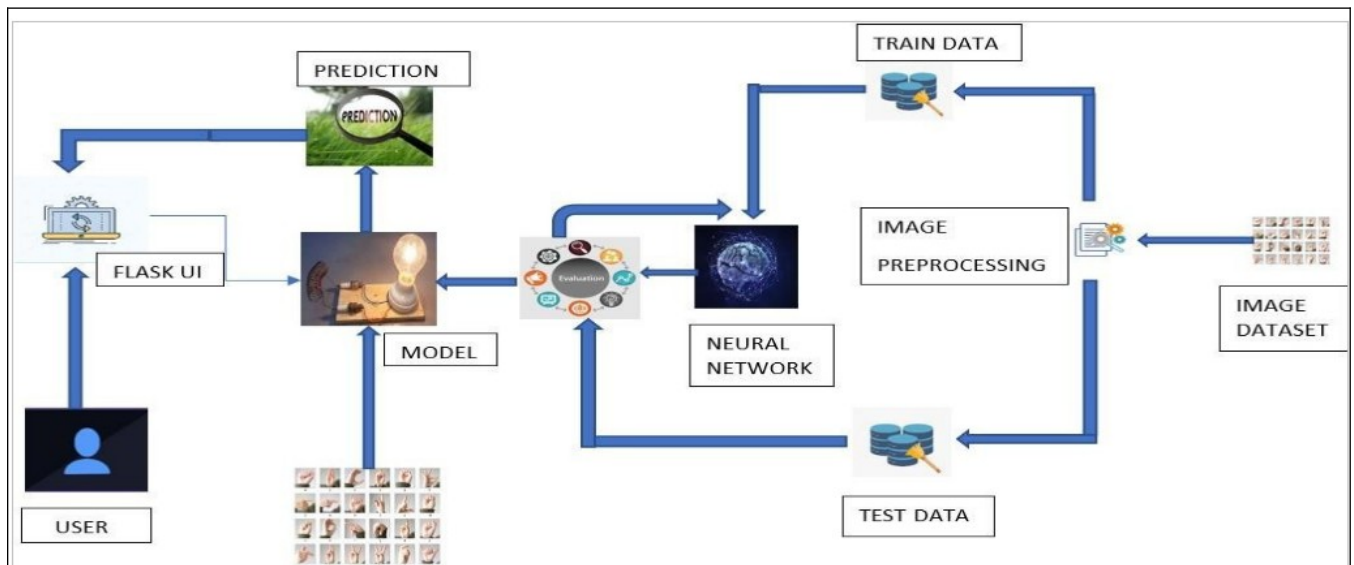 TRAIN DATA
PREDICTION
PREDICTION
IMAGE
PREPROCESSING
FLASK UI
Evaluation
IMAGE
DATASET
MODEL
NEURAL
NETWORK
USER
TEST DATA